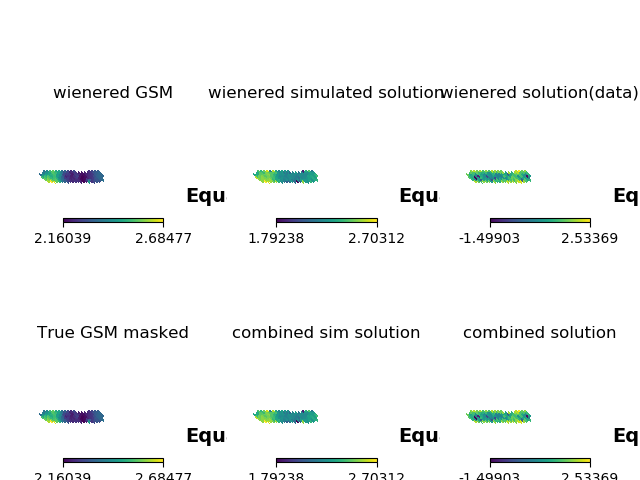 wienered GSM
wienered simulated solution
wienered solution(data)
Equ
Equ
Eq
2.16039 2.68477
1.79238 2.70312
-1.49903 2.53369
True GSM masked
combined sim solution
combined solution
Equ
Equ
Eq
2.16039 2.68477
1.79238 2.70312
-1.49903 2.53369